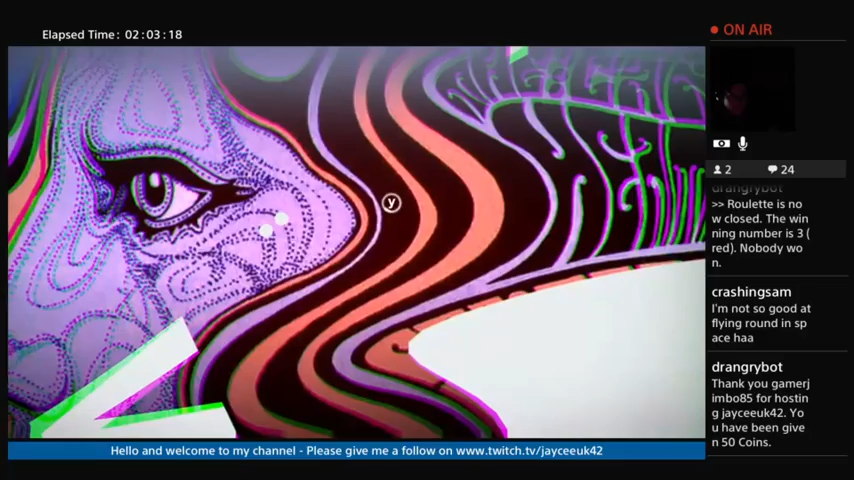 Elapsed Time: 02:03:18
ON AIR
2
24
drangrybot
>> Roulette is no
w closed. The win
ning number is 3 (
red). Nobody wo
n.
crashingsam
I'm not so good at
flying round in sp
ace haa
drangrybot
Thank you gamerj
imbo85 for hostin
g jayceeuk42. Yo
u have been give
n 50 Coins.
y
Hello and welcome to my channel - Please give me a follow on www.twitch.tv/jayceeuk42